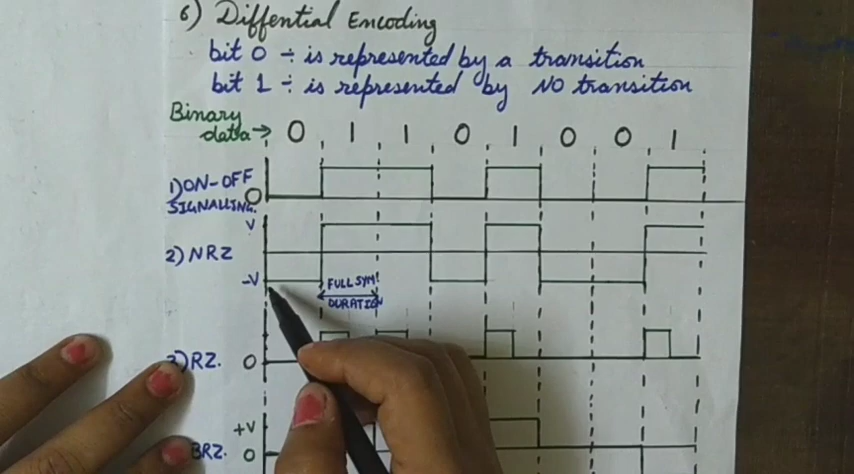 6) Diffential Encoding
bit 0 ÷ is represented by a transition
bit 1 ÷ is represented by NO transition
Binary
data → 0 1 1 0 1 0 0 1
1) ON-OFF
SIGNALLING. 0
V
2) NRZ
-V
FULL SYM!
DURATION
3) RZ. 0
+V
BRZ. 0